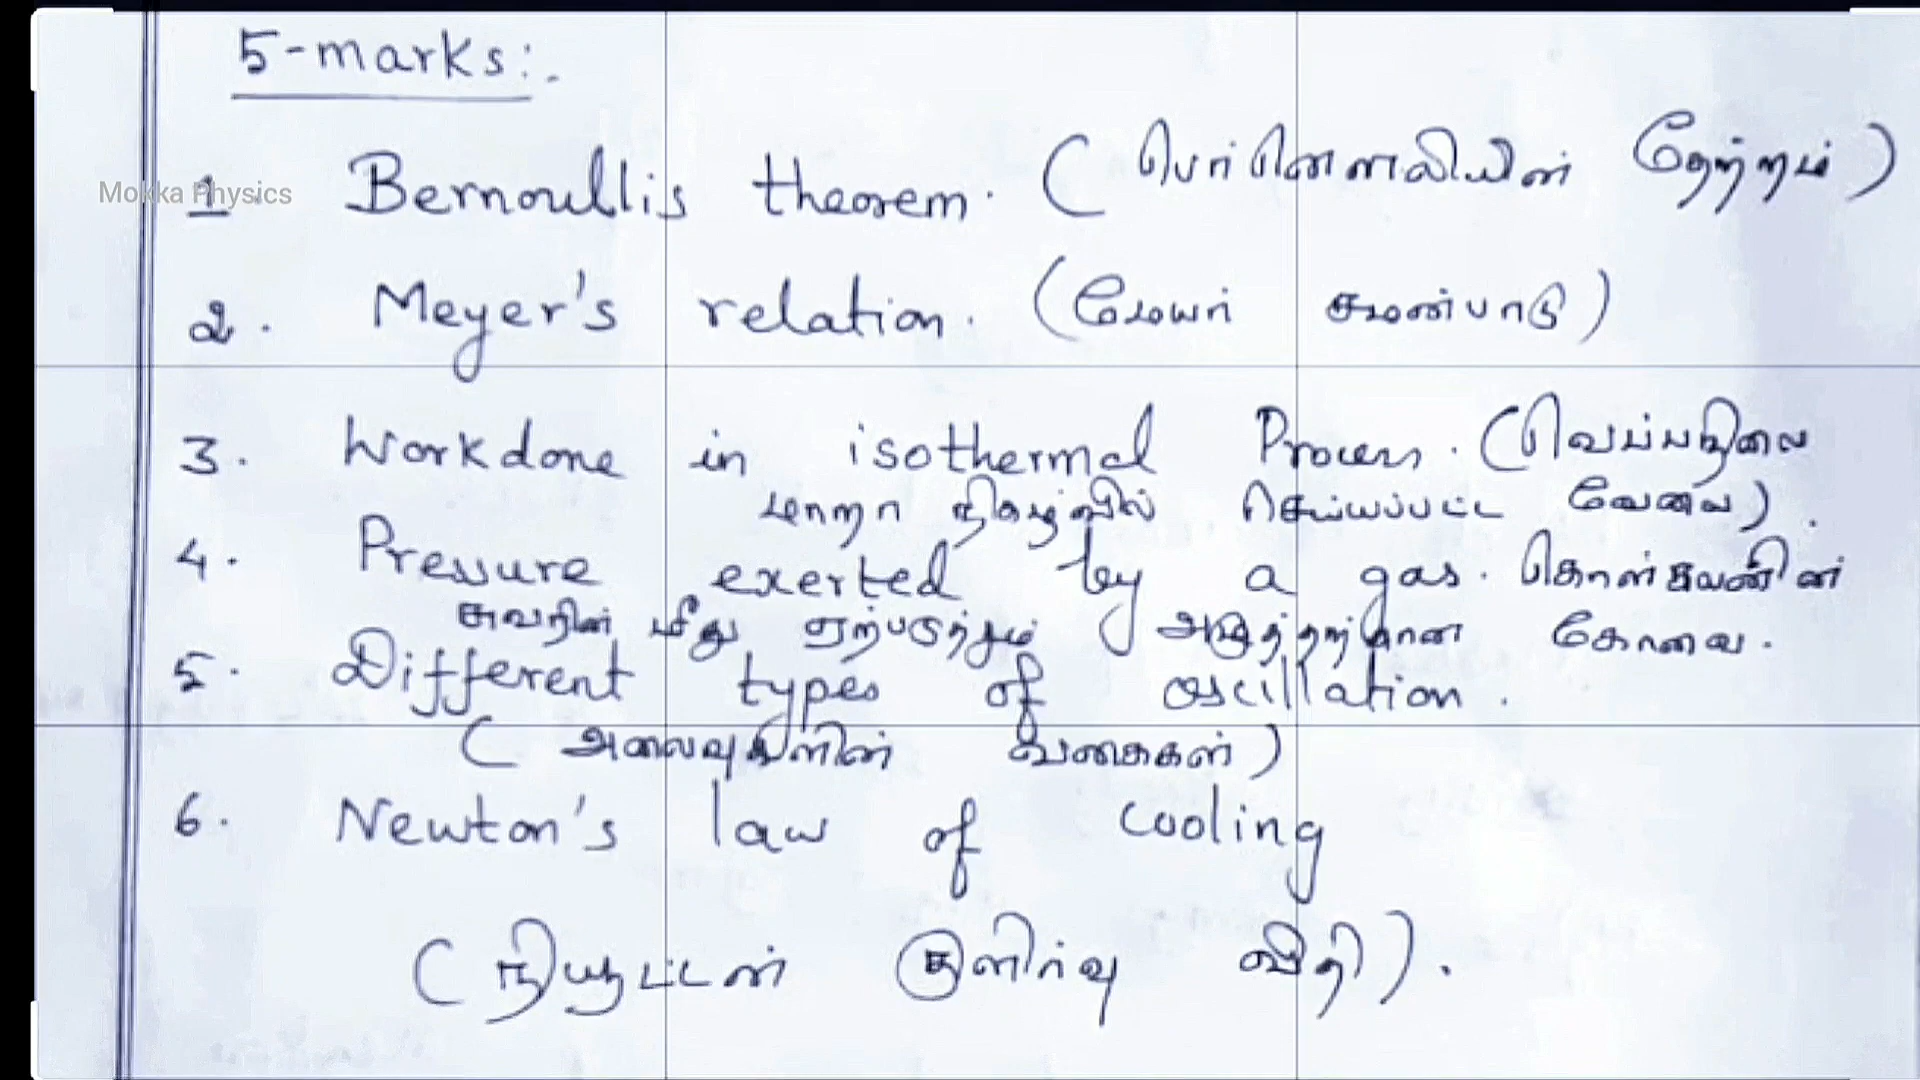 5-marks:-
Mokka Physics
1. Bernoullis theorem. (பெர்னௌலியின் தேற்றம்)
2. Meyer's relation. (மேயர் சமன்பாடு)
3. Workdone in isothermal Process. (வெப்பநிலை
மாறா நிகழ்வில் செய்யப்பட்ட வேலை).
4. Pressure exerted by a gas. கொள்கலனின்
சுவரின் மீது ஏற்படுத்தும் அழுத்தத்திற்கான கோவை.
5. Different types of oscillation.
(அலைவுகளின் வகைகள்)
6. Newton's law of cooling
(நியூட்டன் குளிர்வு விதி).